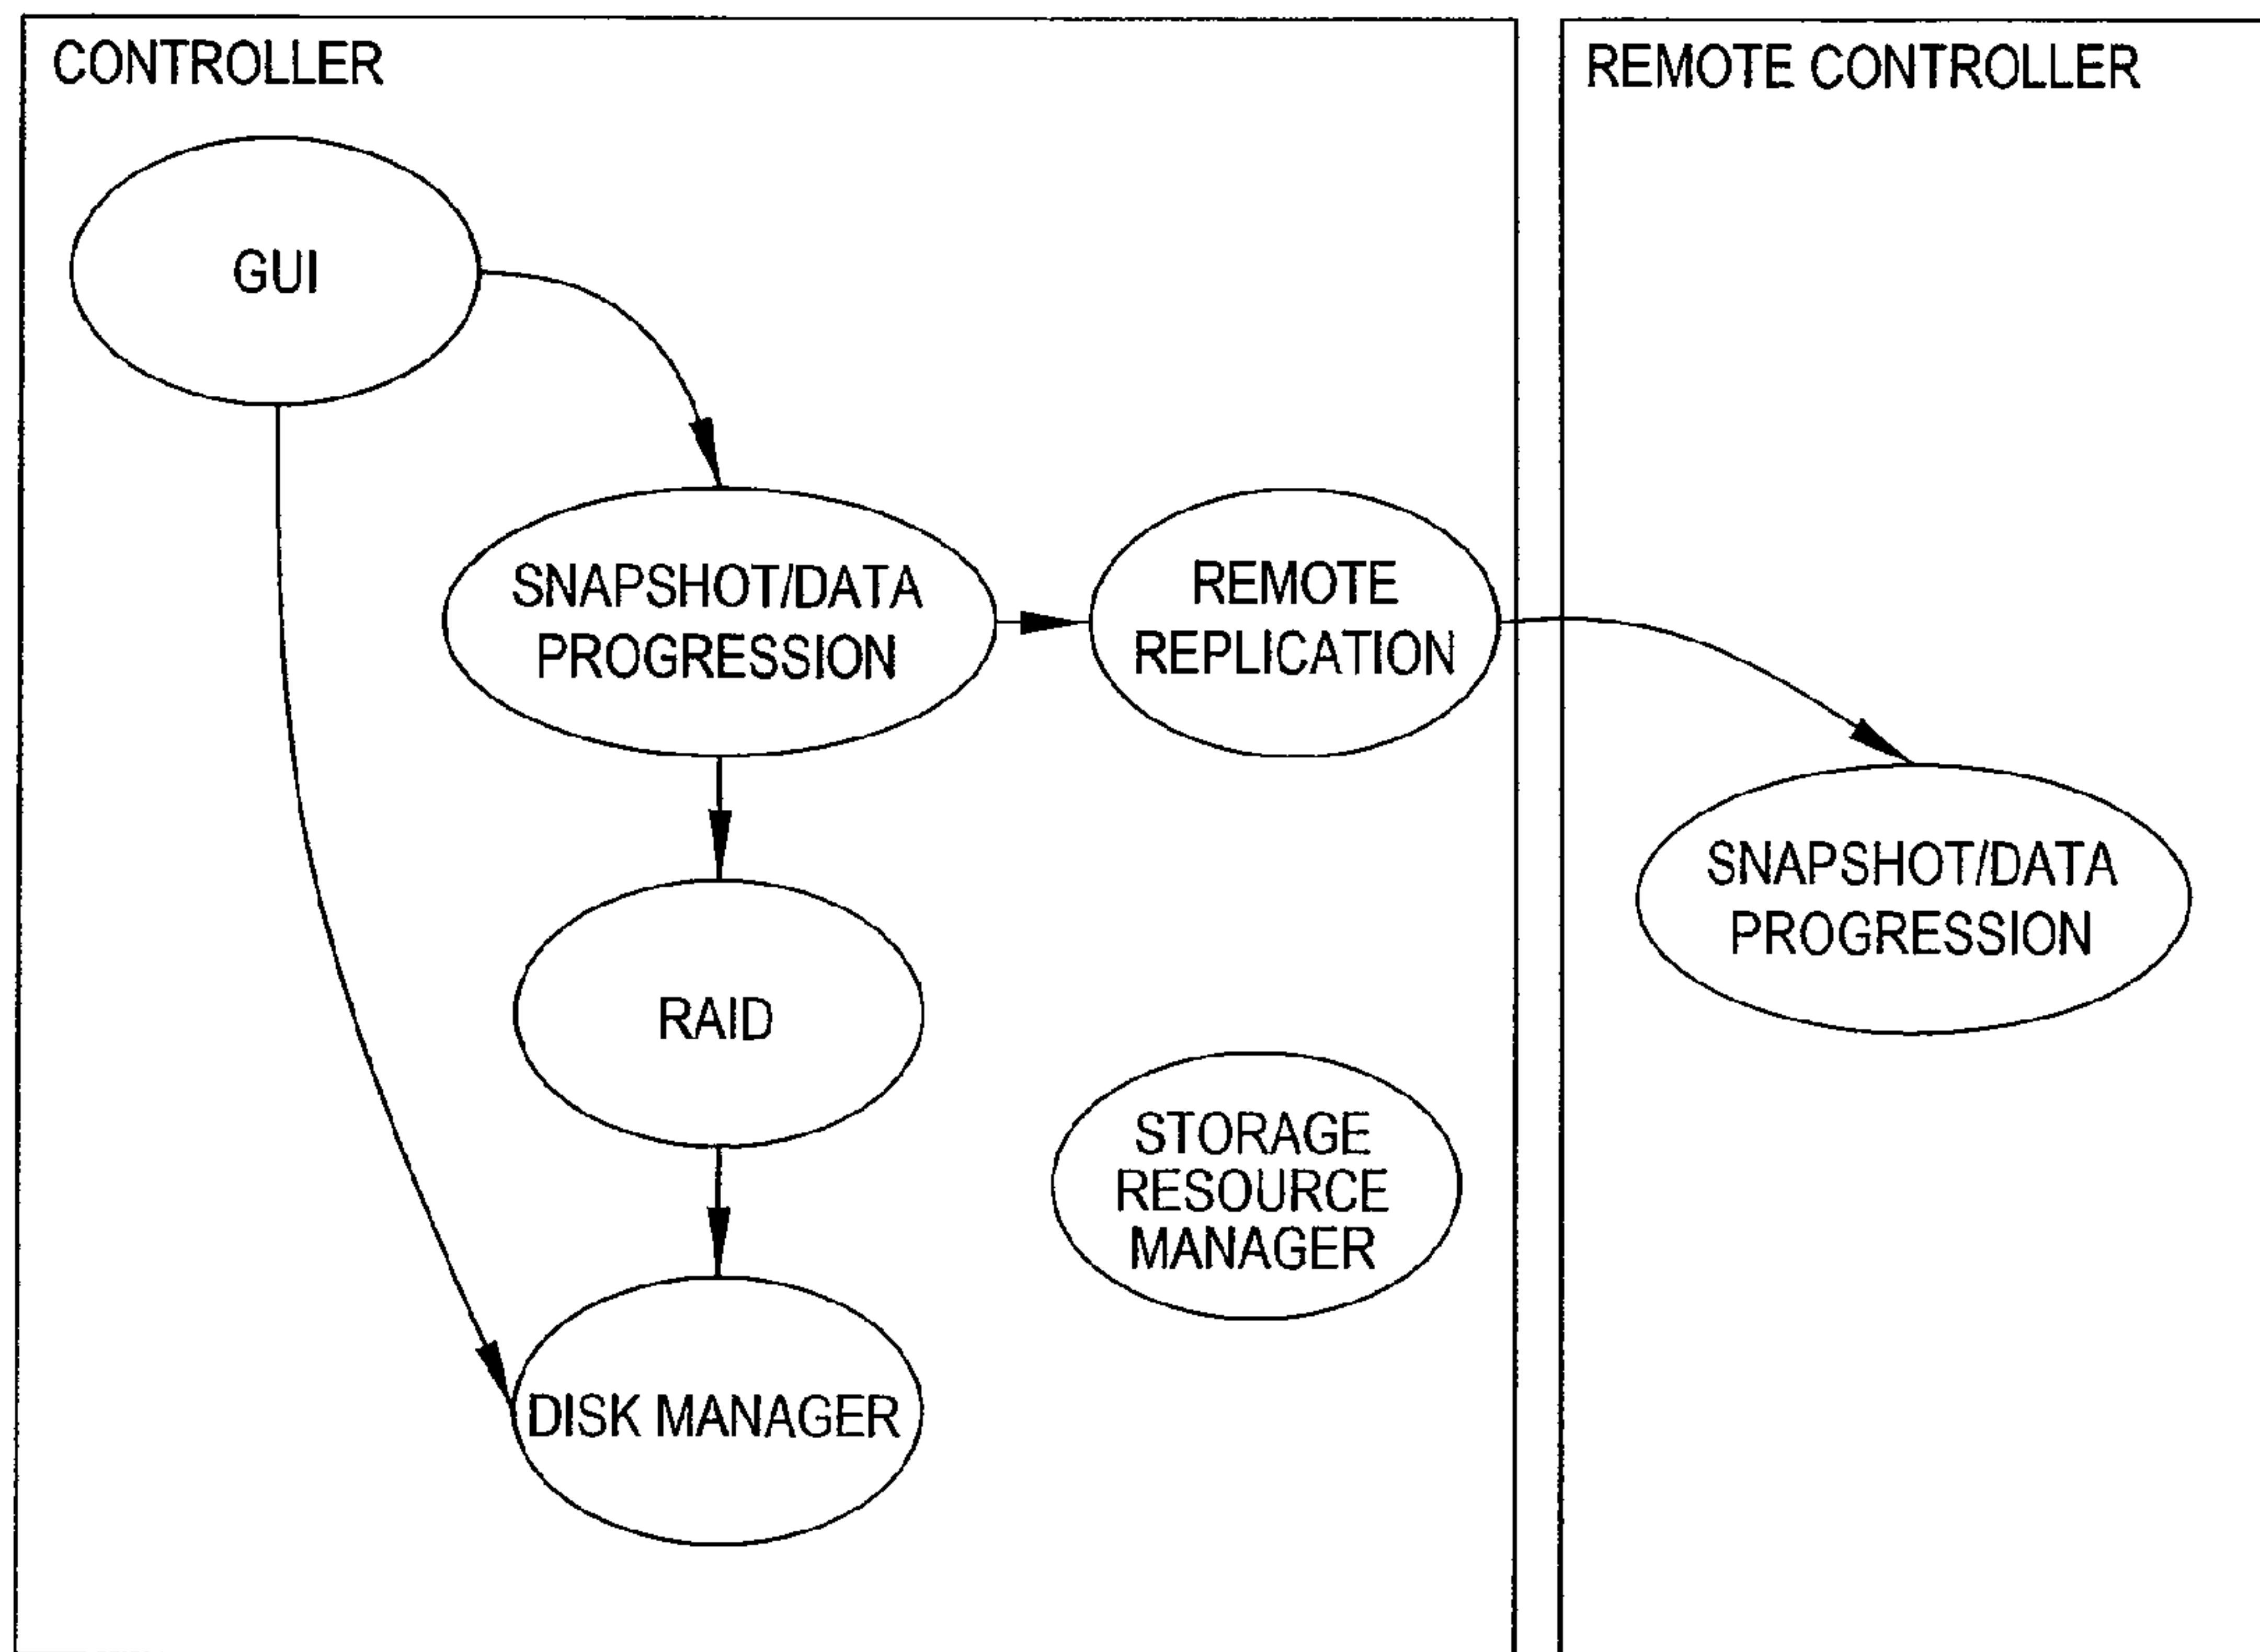 CONTROLLER
GUI
SNAPSHOT/DATA
PROGRESSION
REMOTE
REPLICATION
RAID
STORAGE
RESOURCE
MANAGER
DISK MANAGER
REMOTE CONTROLLER
SNAPSHOT/DATA
PROGRESSION